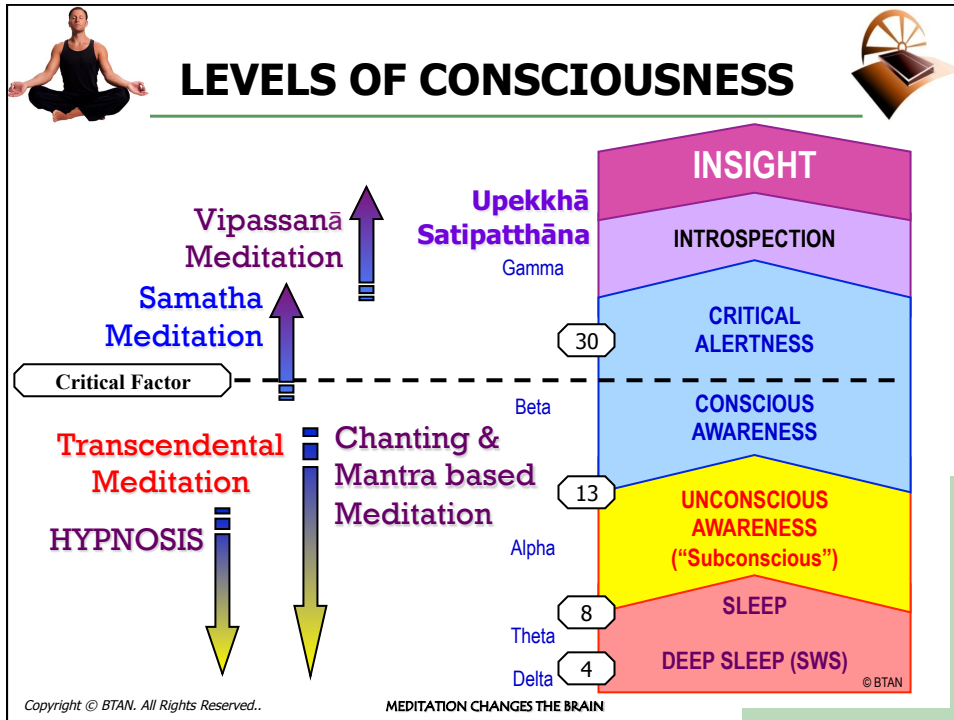 LEVELS OF CONSCIOUSNESS
Vipassanā
Meditation
Samatha
Meditation
Critical Factor
Transcendental
Meditation
HYPNOSIS
Chanting &
Mantra based
Meditation
Upekkhā
Satipatthāna
Gamma
30
Beta
13
Alpha
8
Theta
4
Delta
INSIGHT
INTROSPECTION
CRITICAL
ALERTNESS
CONSCIOUS
AWARENESS
UNCONSCIOUS
AWARENESS
(“Subconscious”)
SLEEP
DEEP SLEEP (SWS)
© BTAN
Copyright © BTAN. All Rights Reserved..
MEDITATION CHANGES THE BRAIN